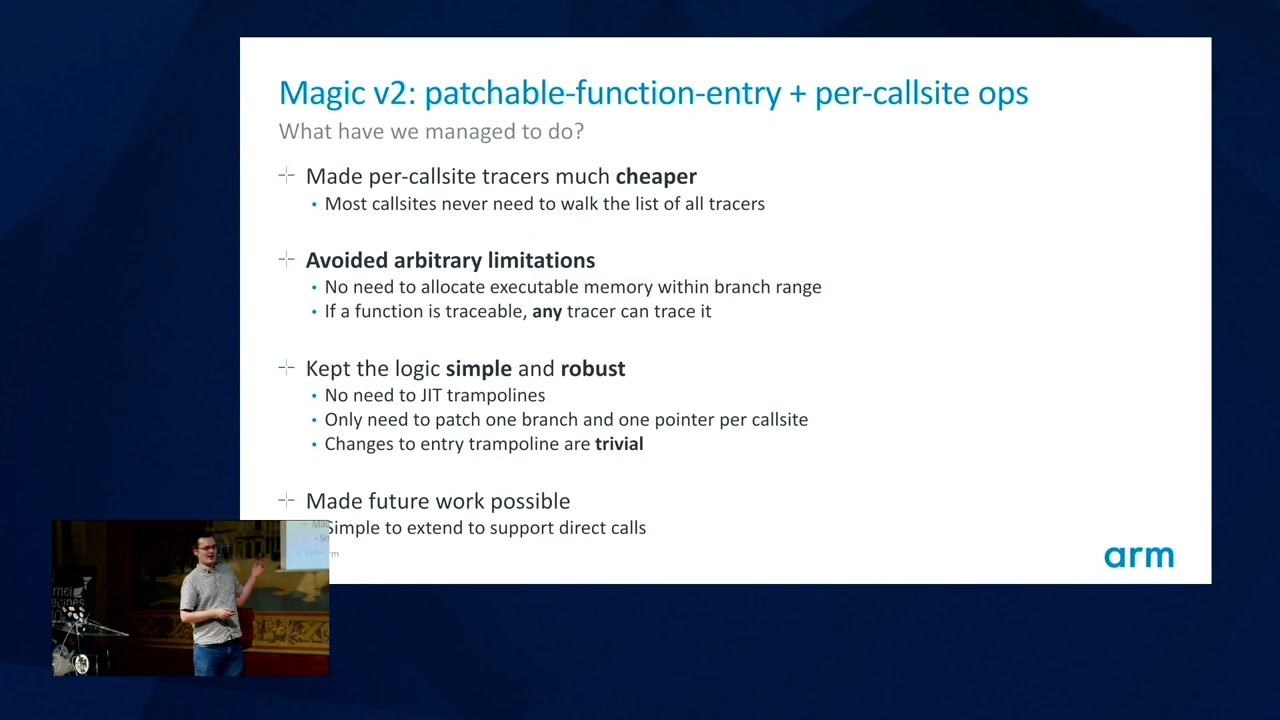 Magic v2: patchable-function-entry + per-callsite ops
What have we managed to do?
Made per-callsite tracers much cheaper
• Most callsites never need to walk the list of all tracers
Avoided arbitrary limitations
• No need to allocate executable memory within branch range
• If a function is traceable, any tracer can trace it
Kept the logic simple and robust
• No need to JIT trampolines
• Only need to patch one branch and one pointer per callsite
• Changes to entry trampoline are trivial
Made future work possible
Simple to extend to support direct calls
arm